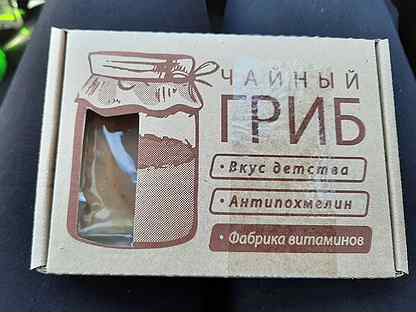 ЧАЙНЫЙ
ГРИБ
• Вкус детства
• Антипохмелин
• Фабрика витаминов